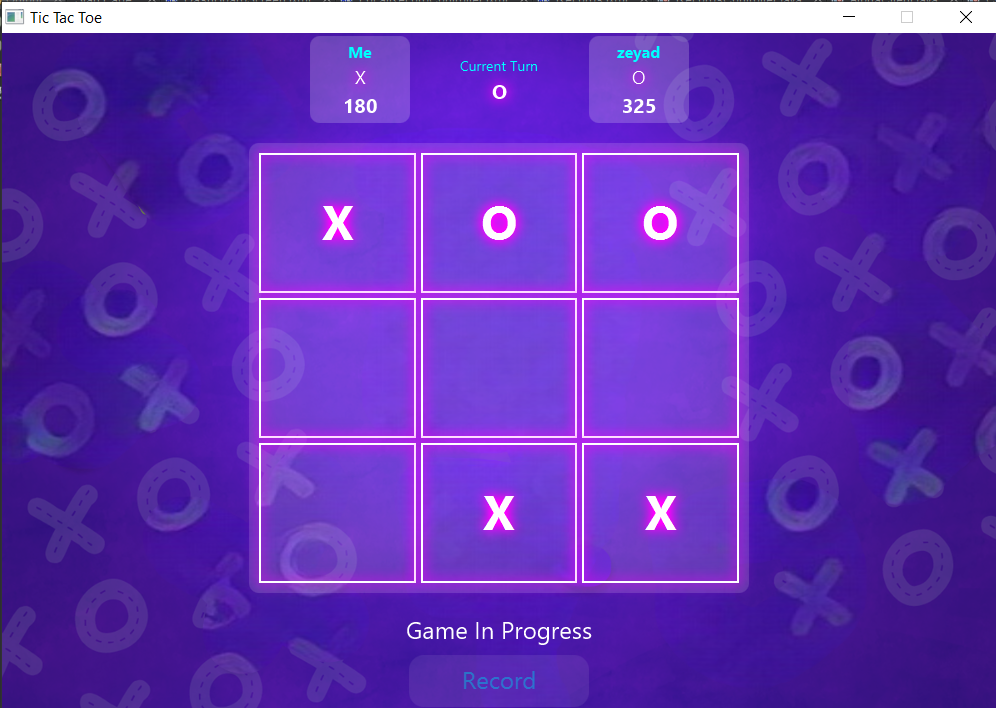 Tic Tac Toe
Me
X
180
Current Turn
O
zeyad
O
325
X O O
X X
Game In Progress
Record